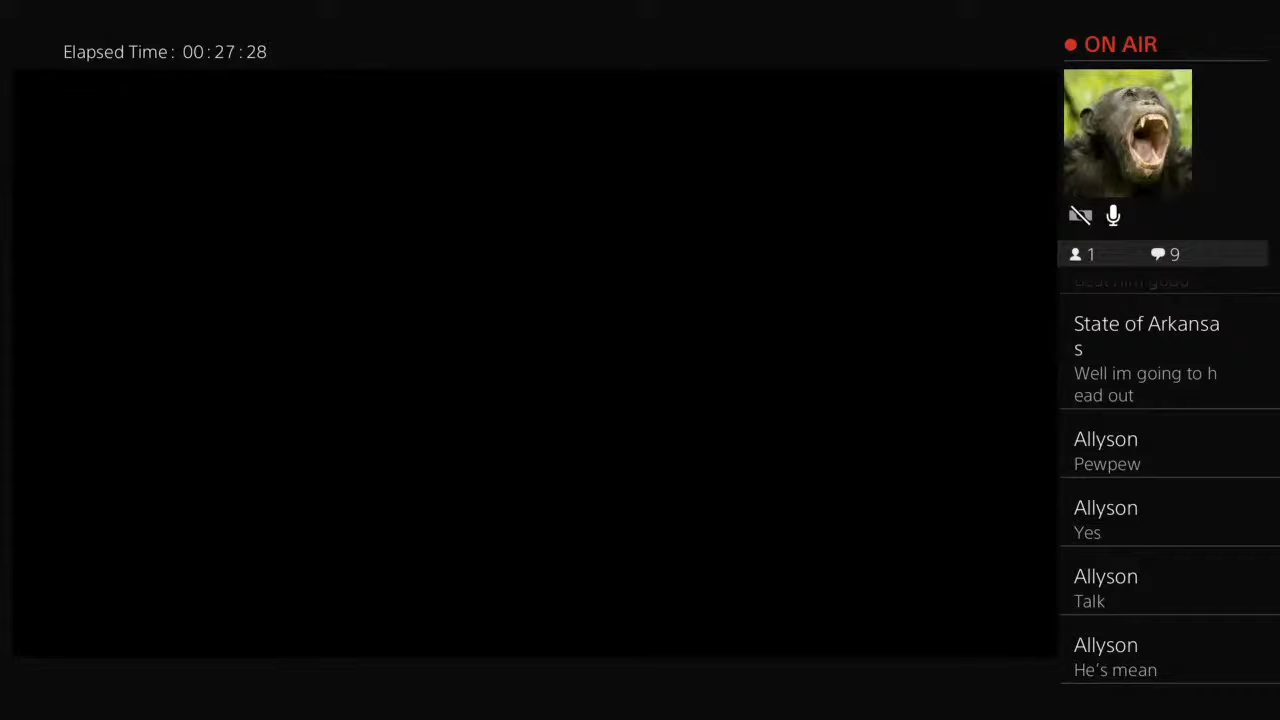 Elapsed Time: 00:27:28
ON AIR
1 9
State of Arkansa
s
Well im going to h
ead out
Allyson
Pewpew
Allyson
Yes
Allyson
Talk
Allyson
He's mean